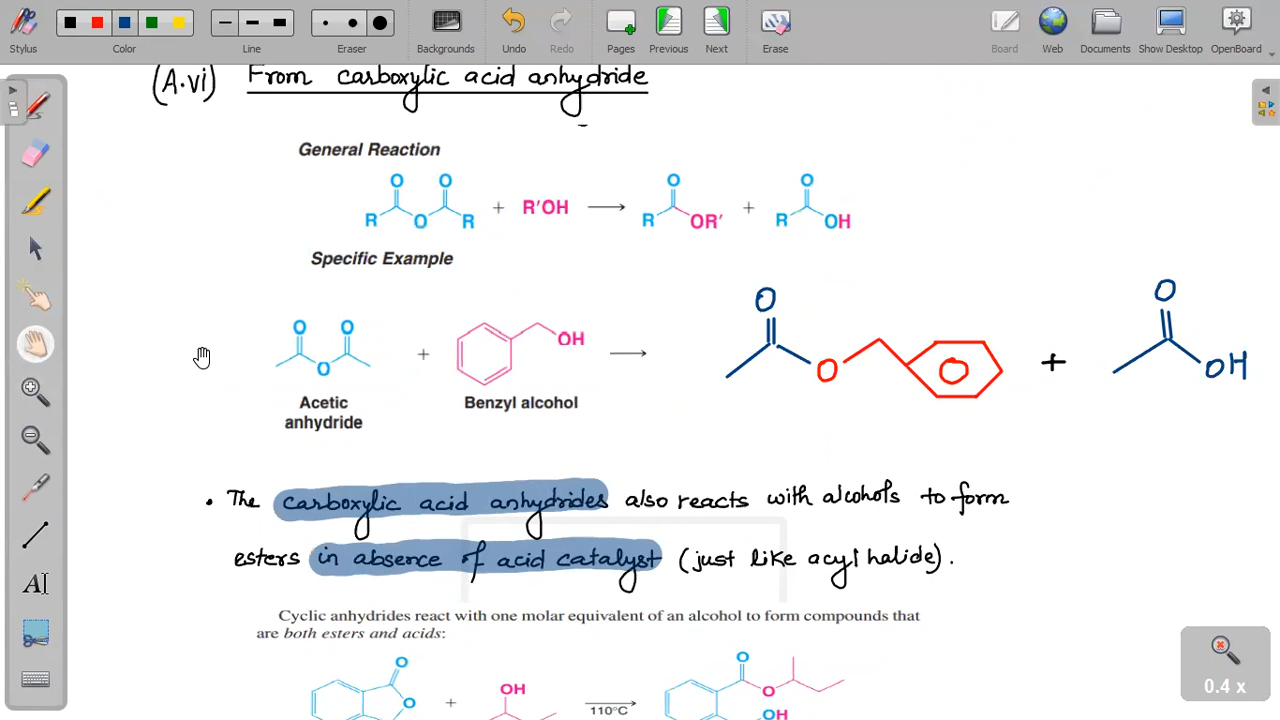 Stylus
Color
Line
Eraser
Backgrounds
Undo
Redo
Pages
Previous
Next
Erase
Board
Web
Documents
Show Desktop
OpenBoard
(A.vi) From carboxylic acid anhydride
General Reaction
O O O O
R O R + R′OH → R OR′ + R OH
Specific Example
O O OH O O
O + → O + OH
Acetic
anhydride
Benzyl alcohol
• The carboxylic acid anhydrides also reacts with alcohols to form
esters in absence of acid catalyst (just like acyl halide).
Cyclic anhydrides react with one molar equivalent of an alcohol to form compounds that
are both esters and acids:
O OH O
O + 110°C O
OH
AI
0.4 x